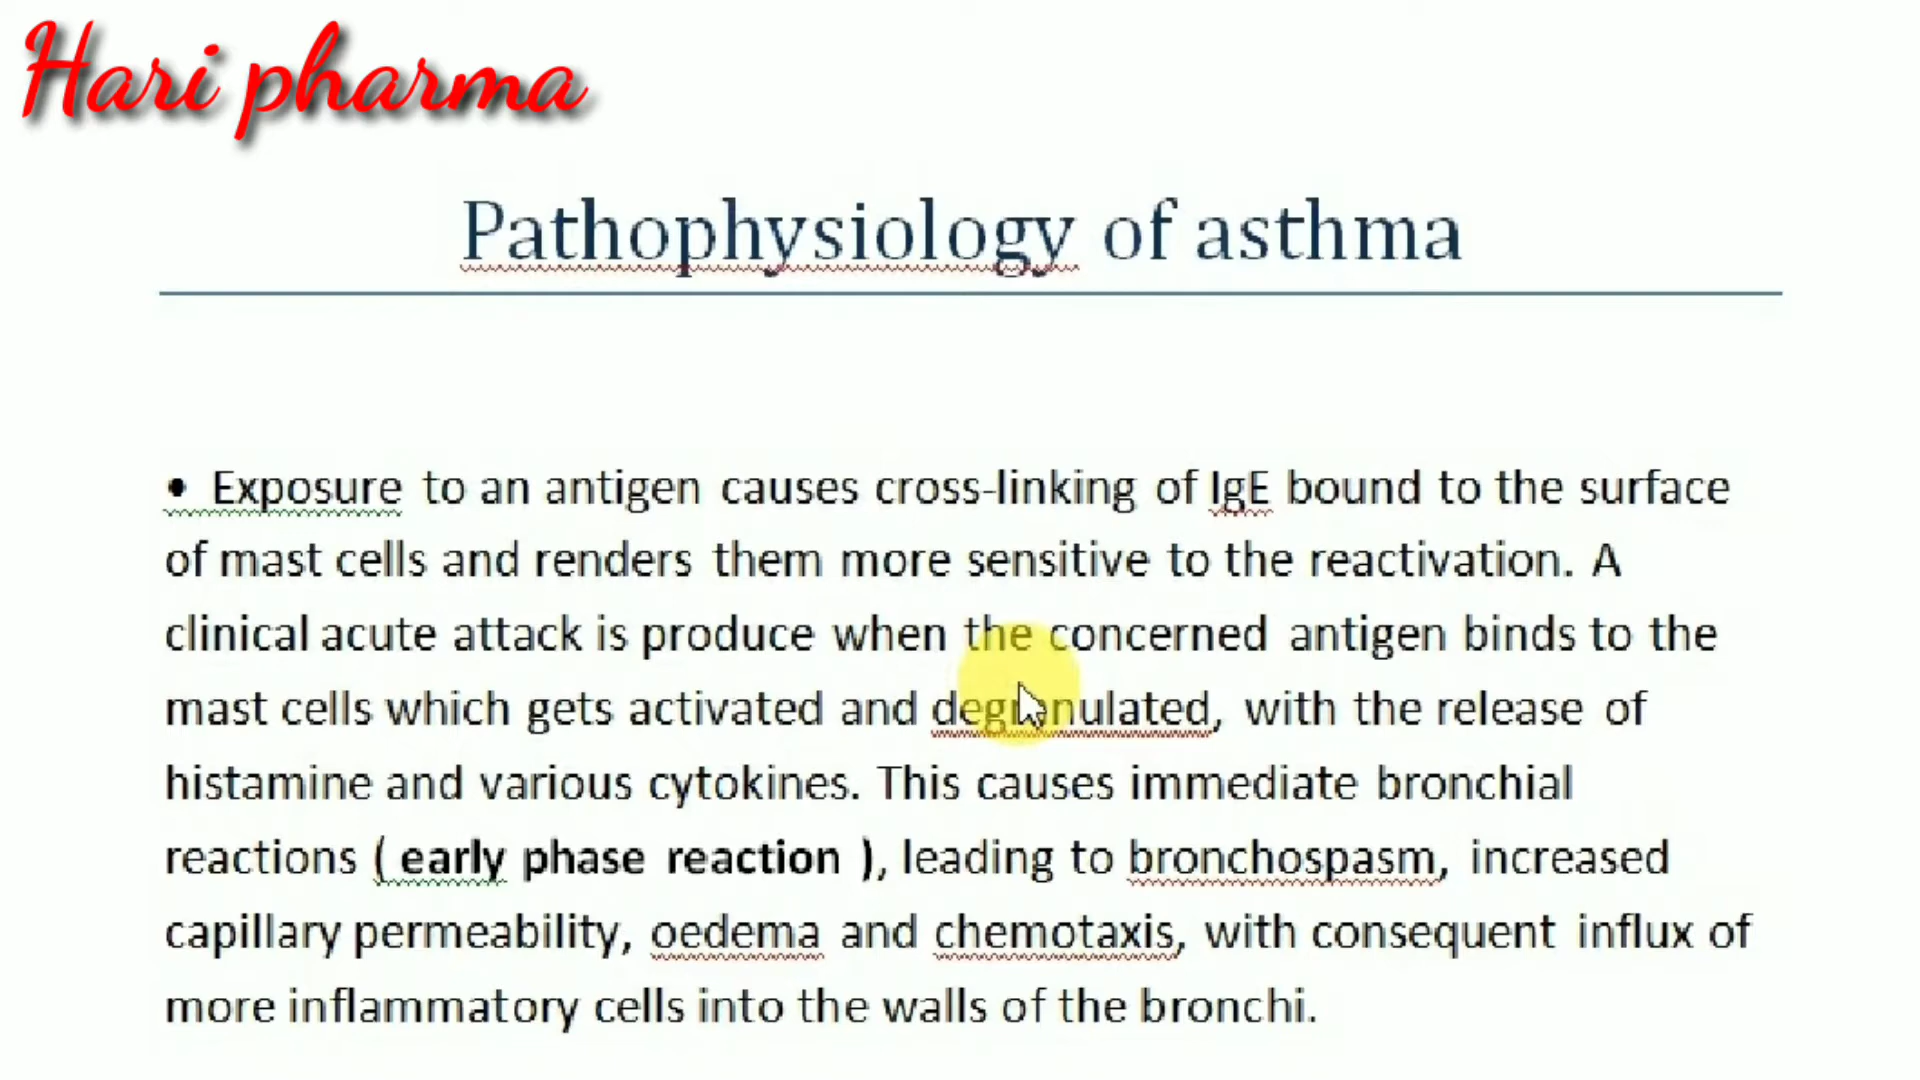 Hari pharma
Pathophysiology of asthma
• Exposure to an antigen causes cross-linking of IgE bound to the surface
of mast cells and renders them more sensitive to the reactivation. A
clinical acute attack is produce when the concerned antigen binds to the
mast cells which gets activated and degranulated, with the release of
histamine and various cytokines. This causes immediate bronchial
reactions ( early phase reaction ), leading to bronchospasm, increased
capillary permeability, oedema and chemotaxis, with consequent influx of
more inflammatory cells into the walls of the bronchi.